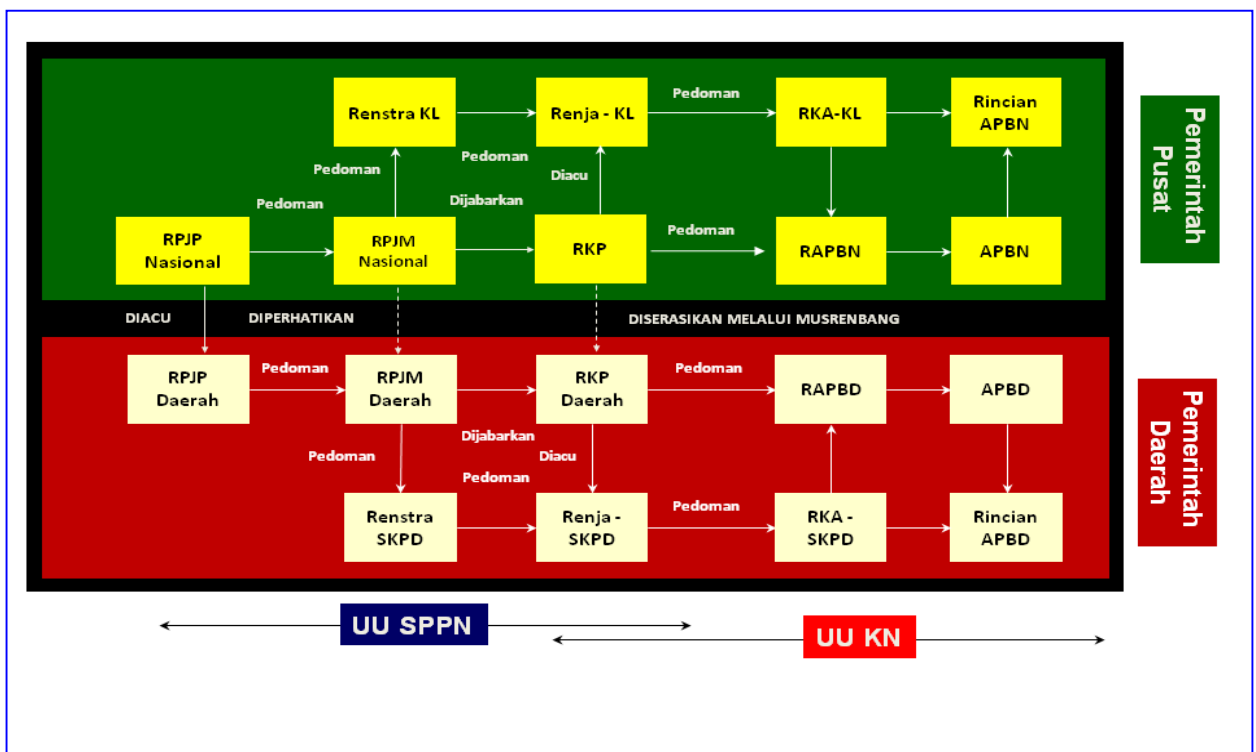 Pedoman
Renstra KL
Renja - KL
RKA-KL
Rincian
APBN
Pedoman
Pedoman
Diacu
Pedoman
Dijabarkan
Pedoman
RPJP
Nasional
RPJM
Nasional
RKP
RAPBN
APBN
Pemerintah
Pusat
DIACU
DIPERHATIKAN
DISERASIKAN MELALUI MUSRENBANG
RPJP
Daerah
Pedoman
RPJM
Daerah
RKP
Daerah
Pedoman
RAPBD
APBD
Dijabarkan
Pedoman
Diacu
Pedoman
Renstra
SKPD
Renja -
SKPD
Pedoman
RKA -
SKPD
Rincian
APBD
Pemerintah
Daerah
UU SPPN
UU KN